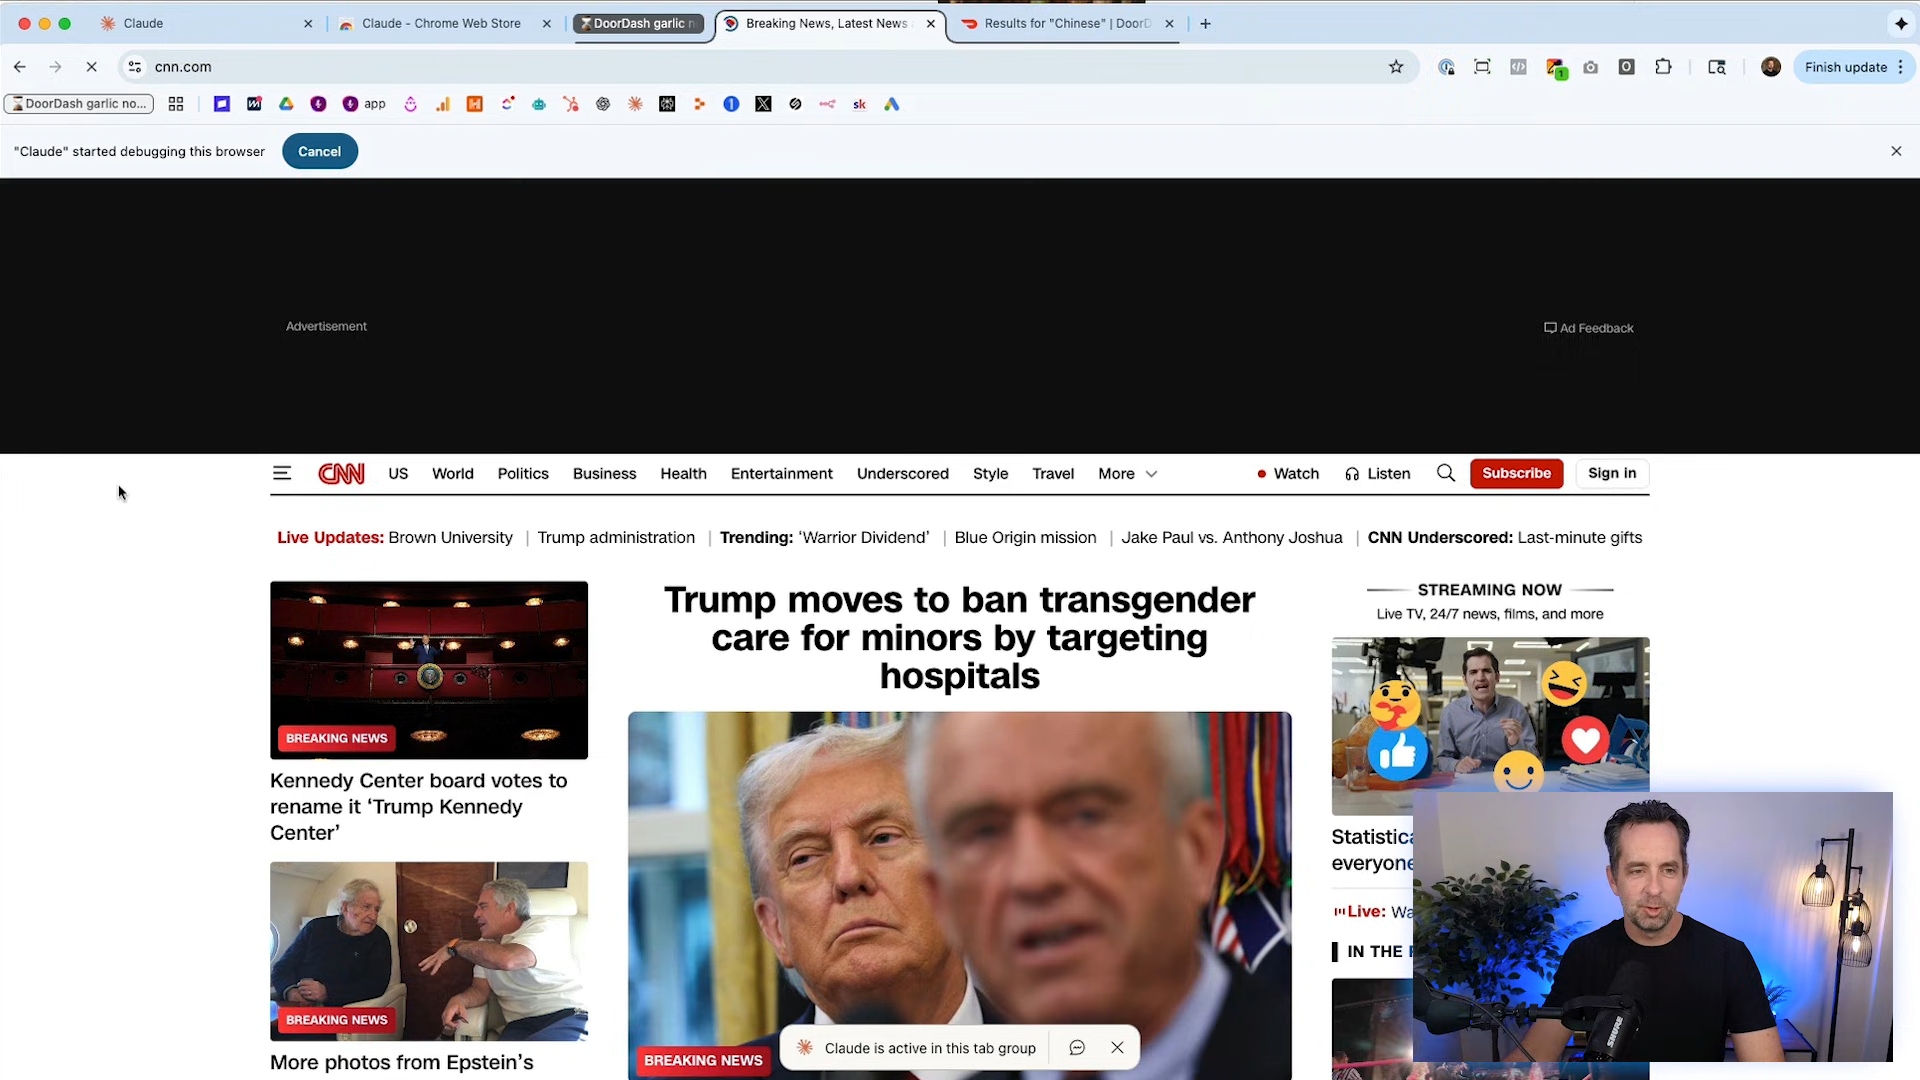 Claude
Claude - Chrome Web Store
DoorDash garlic n
Breaking News, Latest News
Results for "Chinese" | DoorD
cnn.com
Finish update
DoorDash garlic no...
app
sk
"Claude" started debugging this browser
Cancel
Advertisement
Ad Feedback
CNN
US
World
Politics
Business
Health
Entertainment
Underscored
Style
Travel
More
Watch
Listen
Subscribe
Sign in
Live Updates: Brown University | Trump administration | Trending: ‘Warrior Dividend’ | Blue Origin mission | Jake Paul vs. Anthony Joshua | CNN Underscored: Last-minute gifts
BREAKING NEWS
Kennedy Center board votes to
rename it ‘Trump Kennedy
Center’
BREAKING NEWS
More photos from Epstein’s
Trump moves to ban transgender
care for minors by targeting
hospitals
BREAKING NEWS
STREAMING NOW
Live TV, 24/7 news, films, and more
Statistica
everyone
Live: Wa
IN THE
Claude is active in this tab group
SHURE